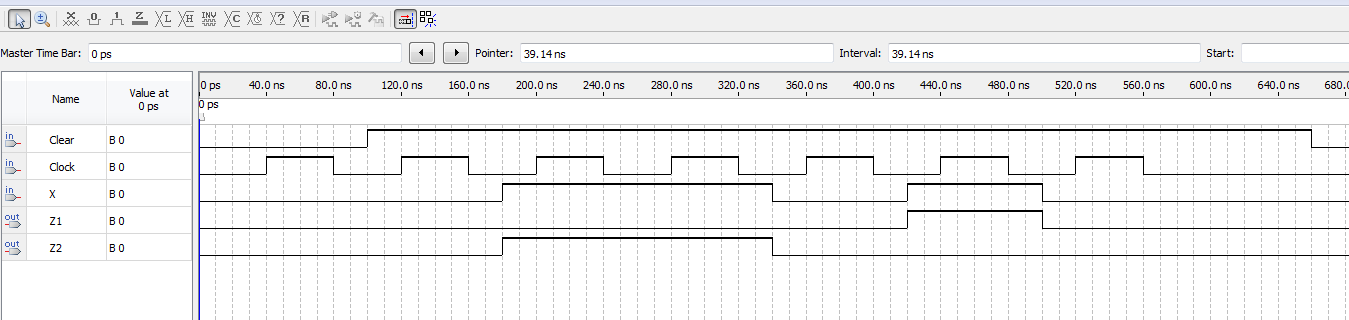 Master Time Bar: 0 ps Pointer: 39.14 ns Interval: 39.14 ns Start:
Name Value at 0 ps
0 ps 40.0 ns 80.0 ns 120.0 ns 160.0 ns 200.0 ns 240.0 ns 280.0 ns 320.0 ns 360.0 ns 400.0 ns 440.0 ns 480.0 ns 520.0 ns 560.0 ns 600.0 ns 640.0 ns 680.0
0 ps
in Clear B 0
in Clock B 0
in X B 0
out Z1 B 0
out Z2 B 0